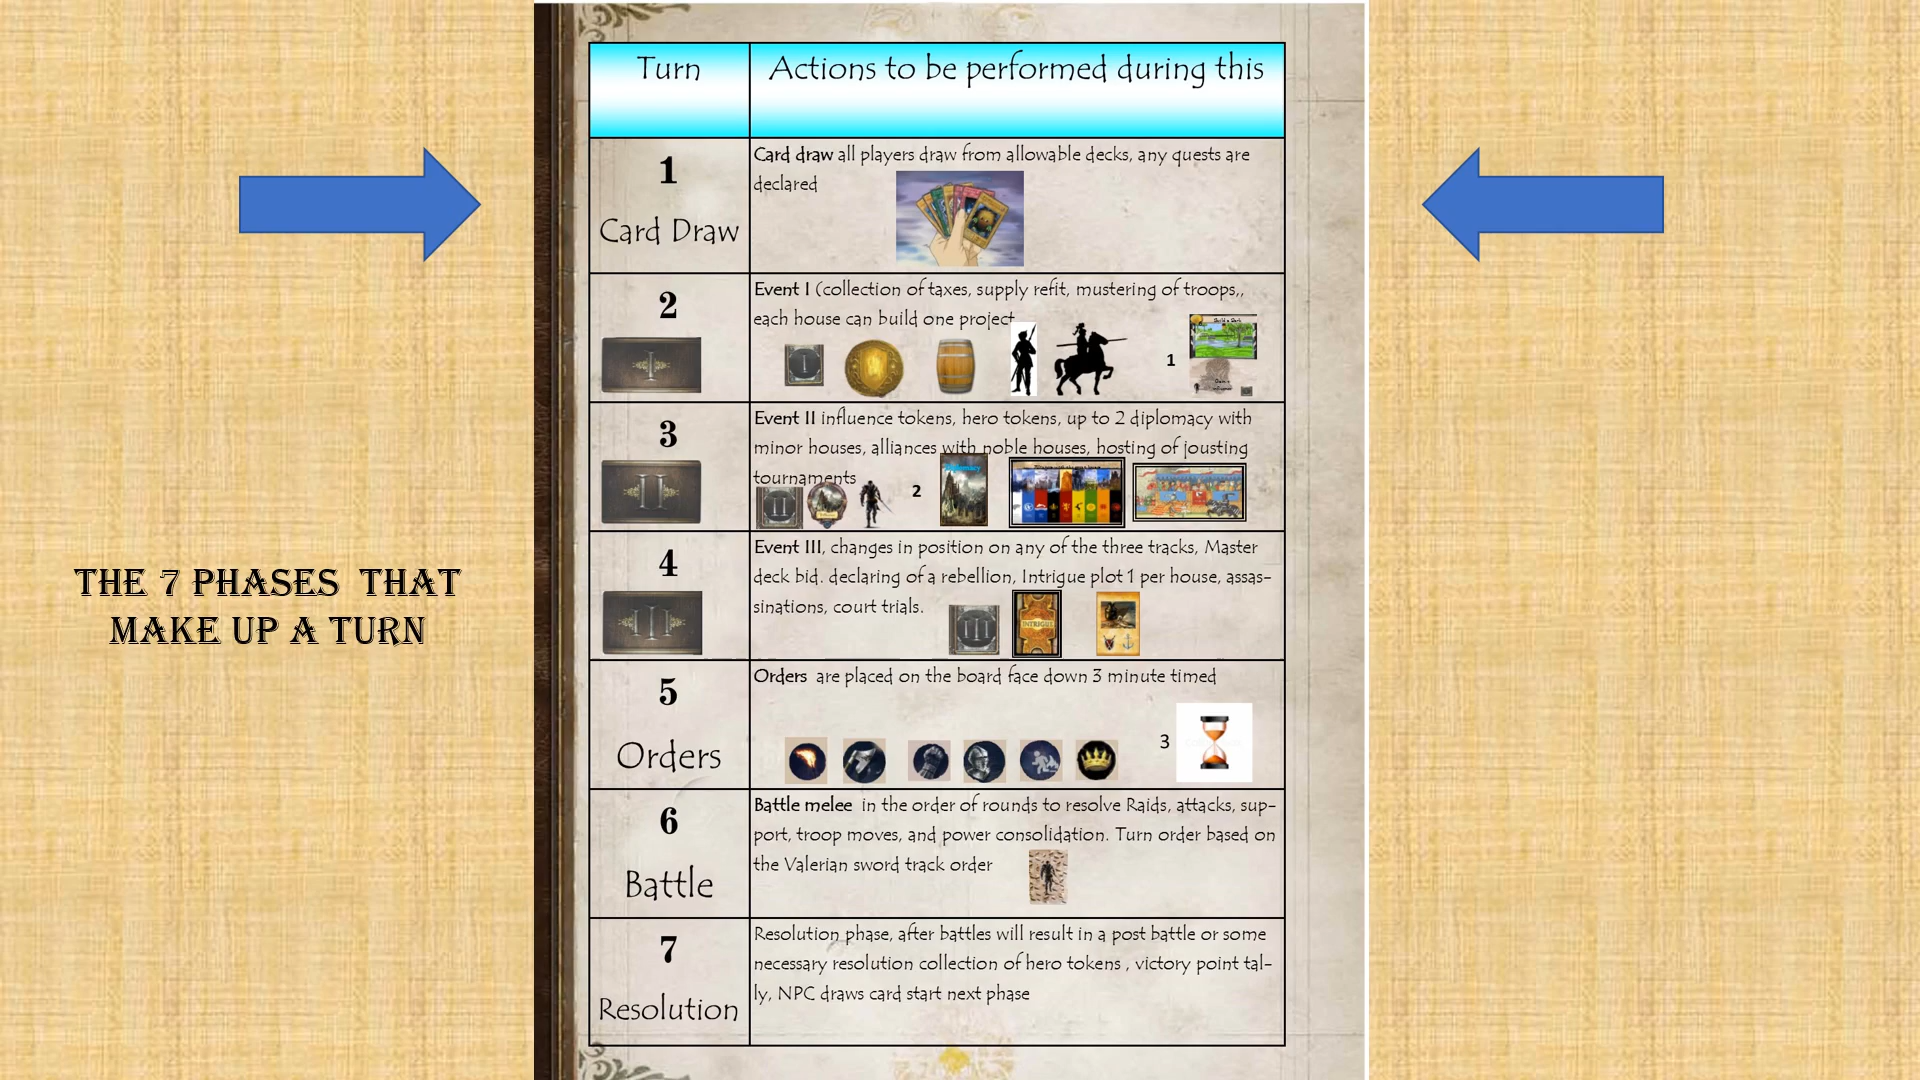 THE 7 PHASES THAT
MAKE UP A TURN
Turn
Actions to be performed during this
1
Card Draw
Card draw all players draw from allowable decks, any quests are
declared
2
I
Event I (collection of taxes, supply refit, mustering of troops,,
each house can build one project
I
1
3
II
Event II influence tokens, hero tokens, up to 2 diplomacy with
minor houses, alliances with noble houses, hosting of jousting
tournaments
II
2
4
III
Event III, changes in position on any of the three tracks, Master
deck bid. declaring of a rebellion, Intrigue plot 1 per house, assas-
sinations, court trials.
III
INTRIGUE
5
Orders
Orders are placed on the board face down 3 minute timed
3
6
Battle
Battle melee in the order of rounds to resolve Raids, attacks, sup-
port, troop moves, and power consolidation. Turn order based on
the Valerian sword track order
7
Resolution
Resolution phase, after battles will result in a post battle or some
necessary resolution collection of hero tokens , victory point tal-
ly, NPC draws card start next phase